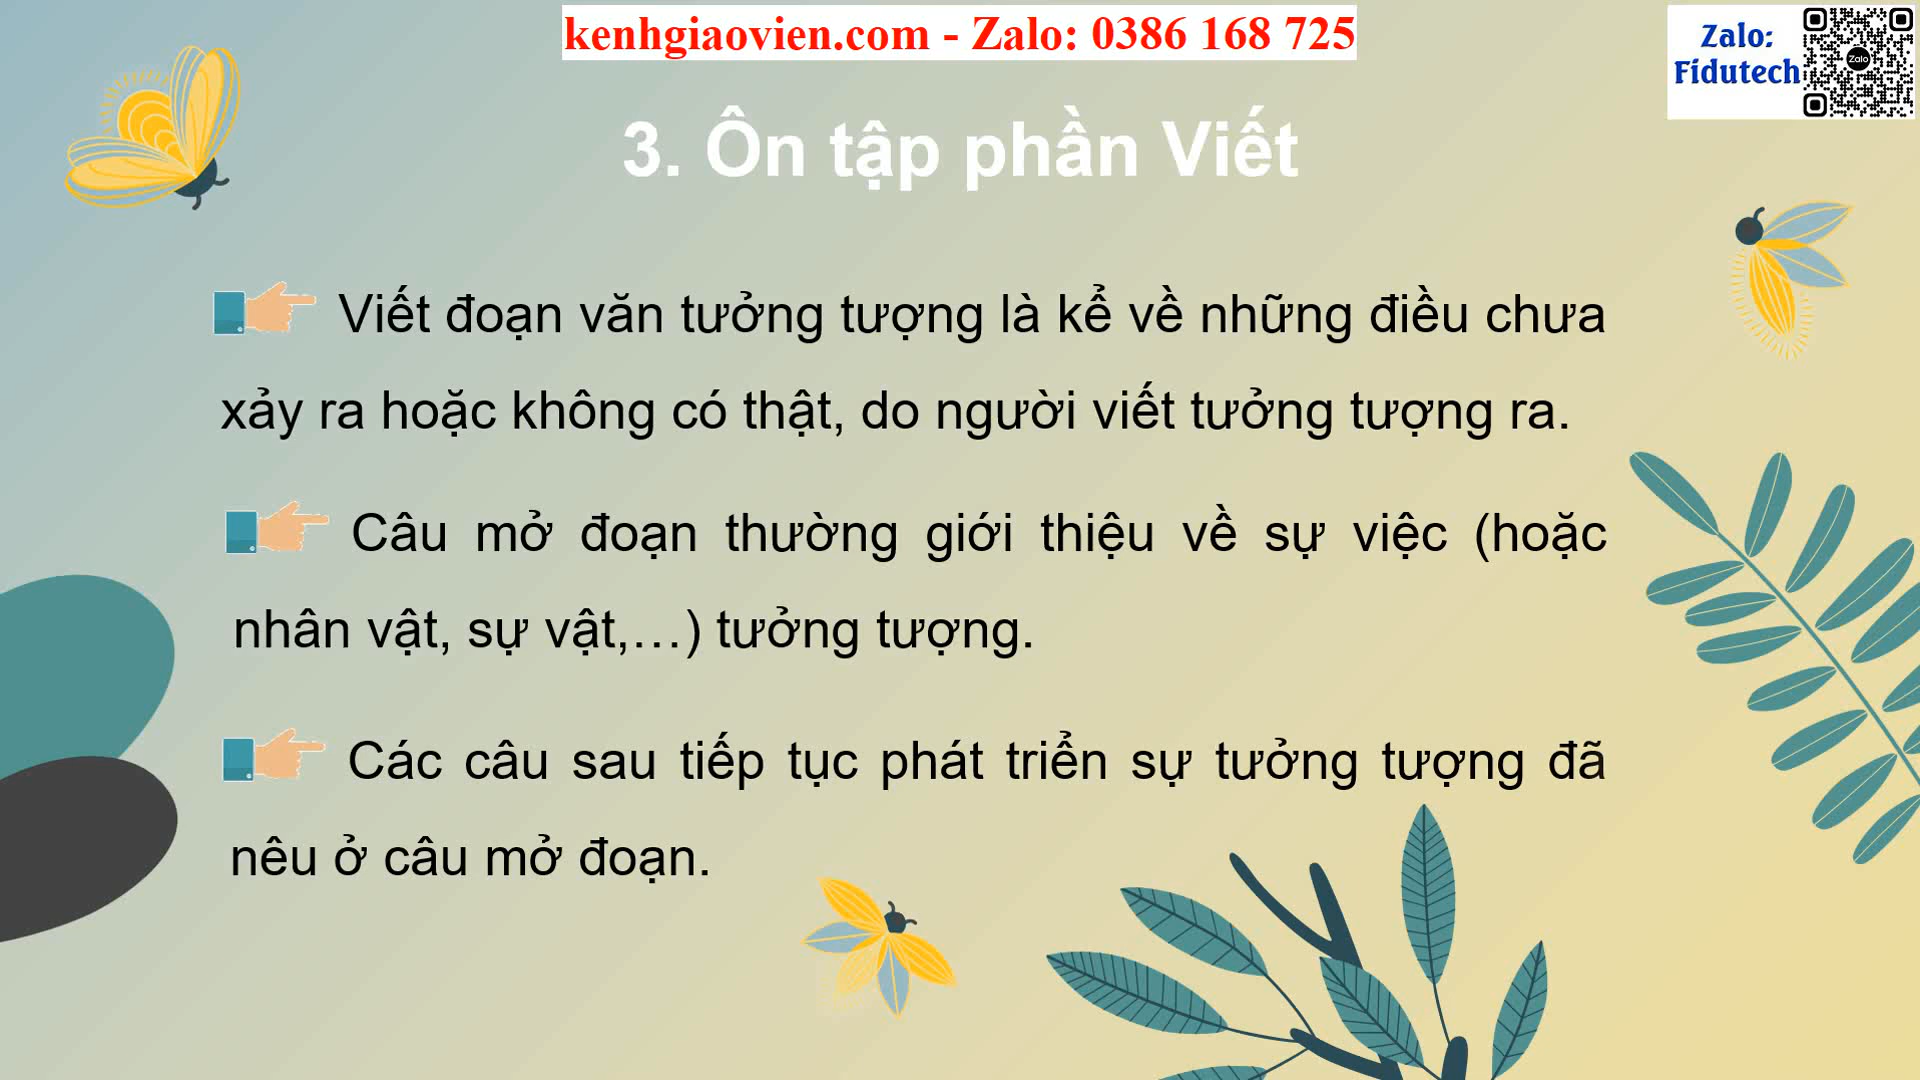 kenhgiaovien.com - Zalo: 0386 168 725
Zalo:
Fidutech
Zalo
3. Ôn tập phần Viết
Viết đoạn văn tưởng tượng là kể về những điều chưa
xảy ra hoặc không có thật, do người viết tưởng tượng ra.
Câu mở đoạn thường giới thiệu về sự việc (hoặc
nhân vật, sự vật,…) tưởng tượng.
Các câu sau tiếp tục phát triển sự tưởng tượng đã
nêu ở câu mở đoạn.